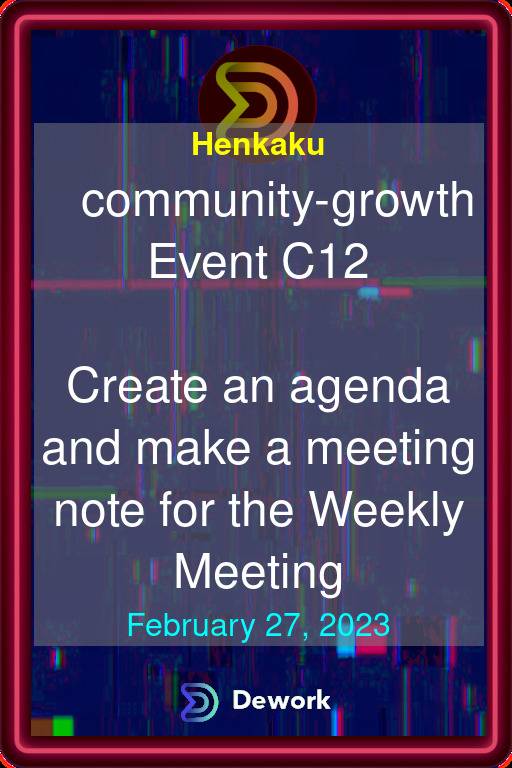 Henkaku
community-growth
Event C12
Create an agenda
and make a meeting
note for the Weekly
Meeting
February 27, 2023
Dework